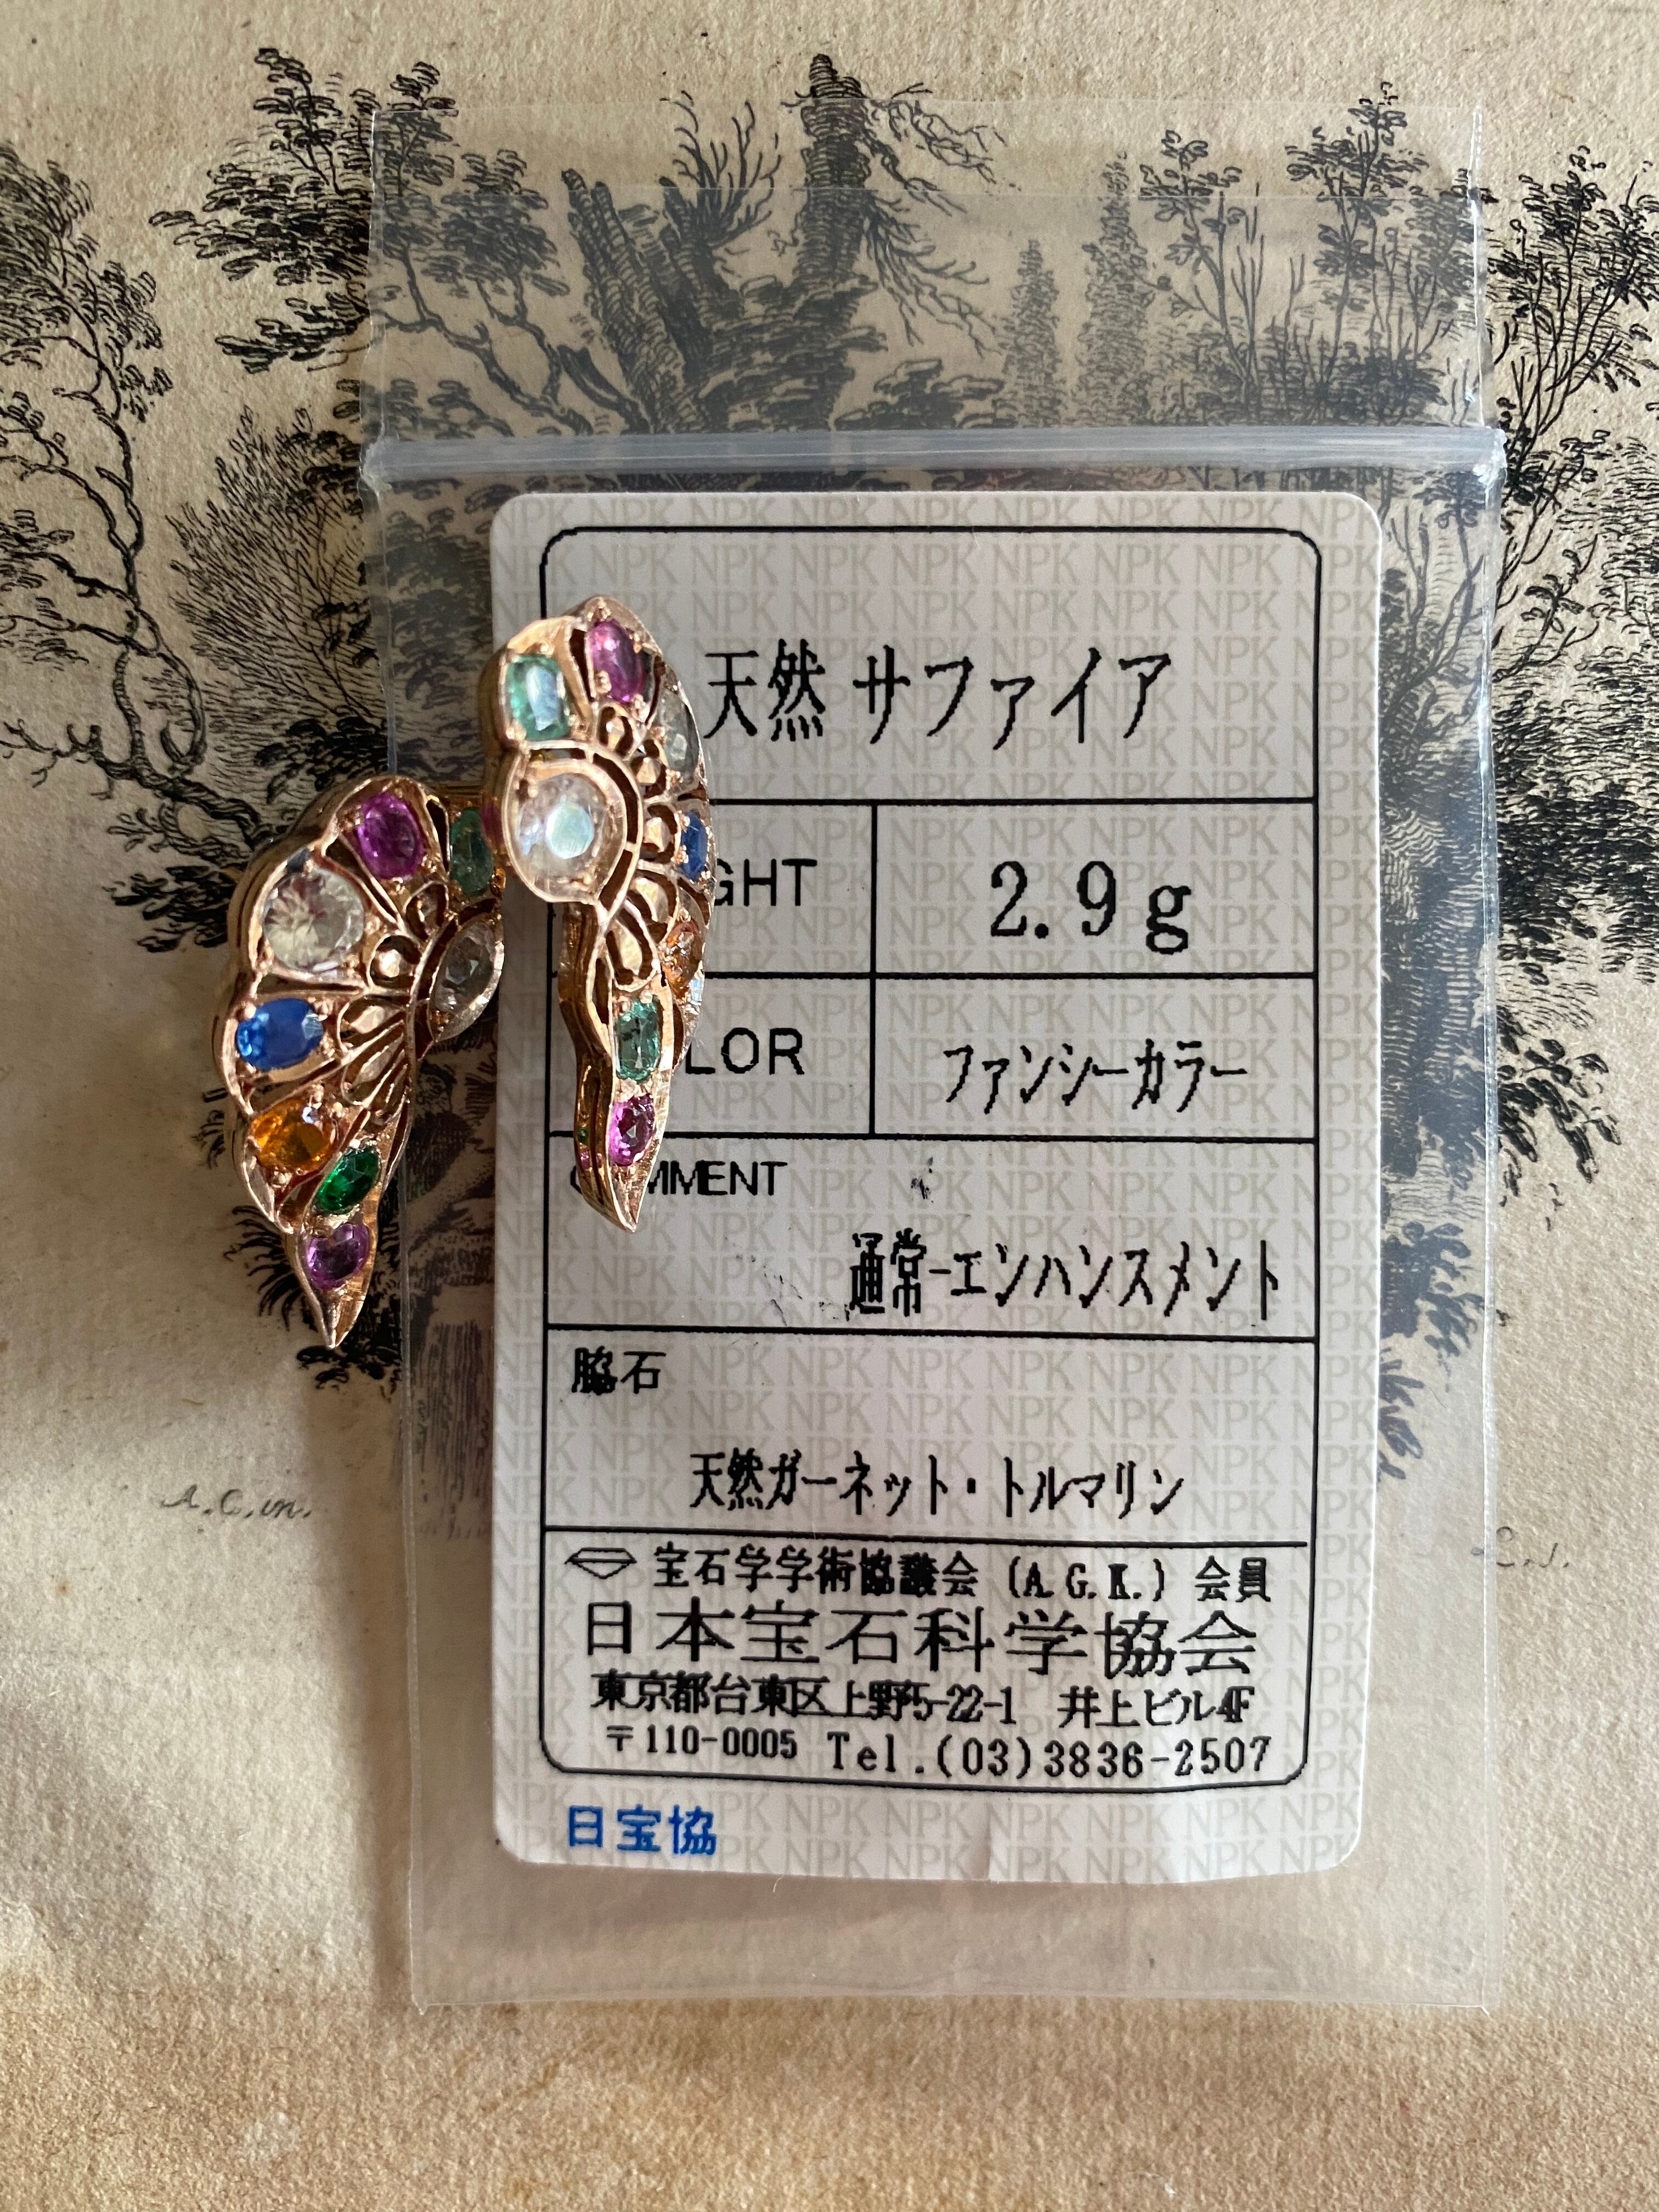 天然 サファイア
GHT
2.9g
LOR
ファンシーカラー
MMENT
通常-エンハンスメント
脇石
天然ガーネット・トルマリン
宝石学学術協議会 (A.G.K.) 会員
日本宝石科学協会
東京都台東区上野5-22-1 井上ビル4F
〒110-0005 Tel.(03)3836-2507
日宝協
A.C.in.